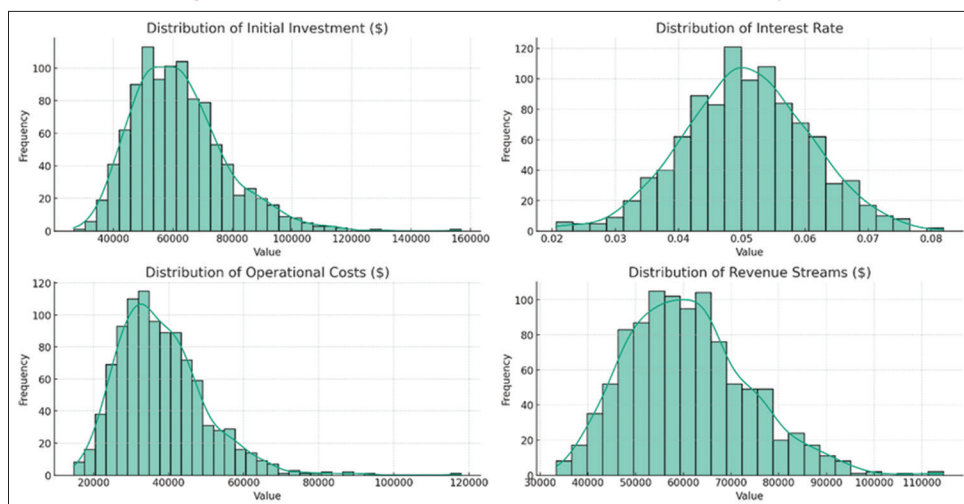 Distribution of Initial Investment ($)
100
80
60
40
20
0
Frequency
40000 60000 80000 100000 120000 140000 160000
Value
Distribution of Interest Rate
120
100
80
60
40
20
0
Frequency
0.02 0.03 0.04 0.05 0.06 0.07 0.08
Value
Distribution of Operational Costs ($)
120
100
80
60
40
20
0
Frequency
20000 40000 60000 80000 100000 120000
Value
Distribution of Revenue Streams ($)
100
80
60
40
20
0
Frequency
30000 40000 50000 60000 70000 80000 90000 100000 110000
Value